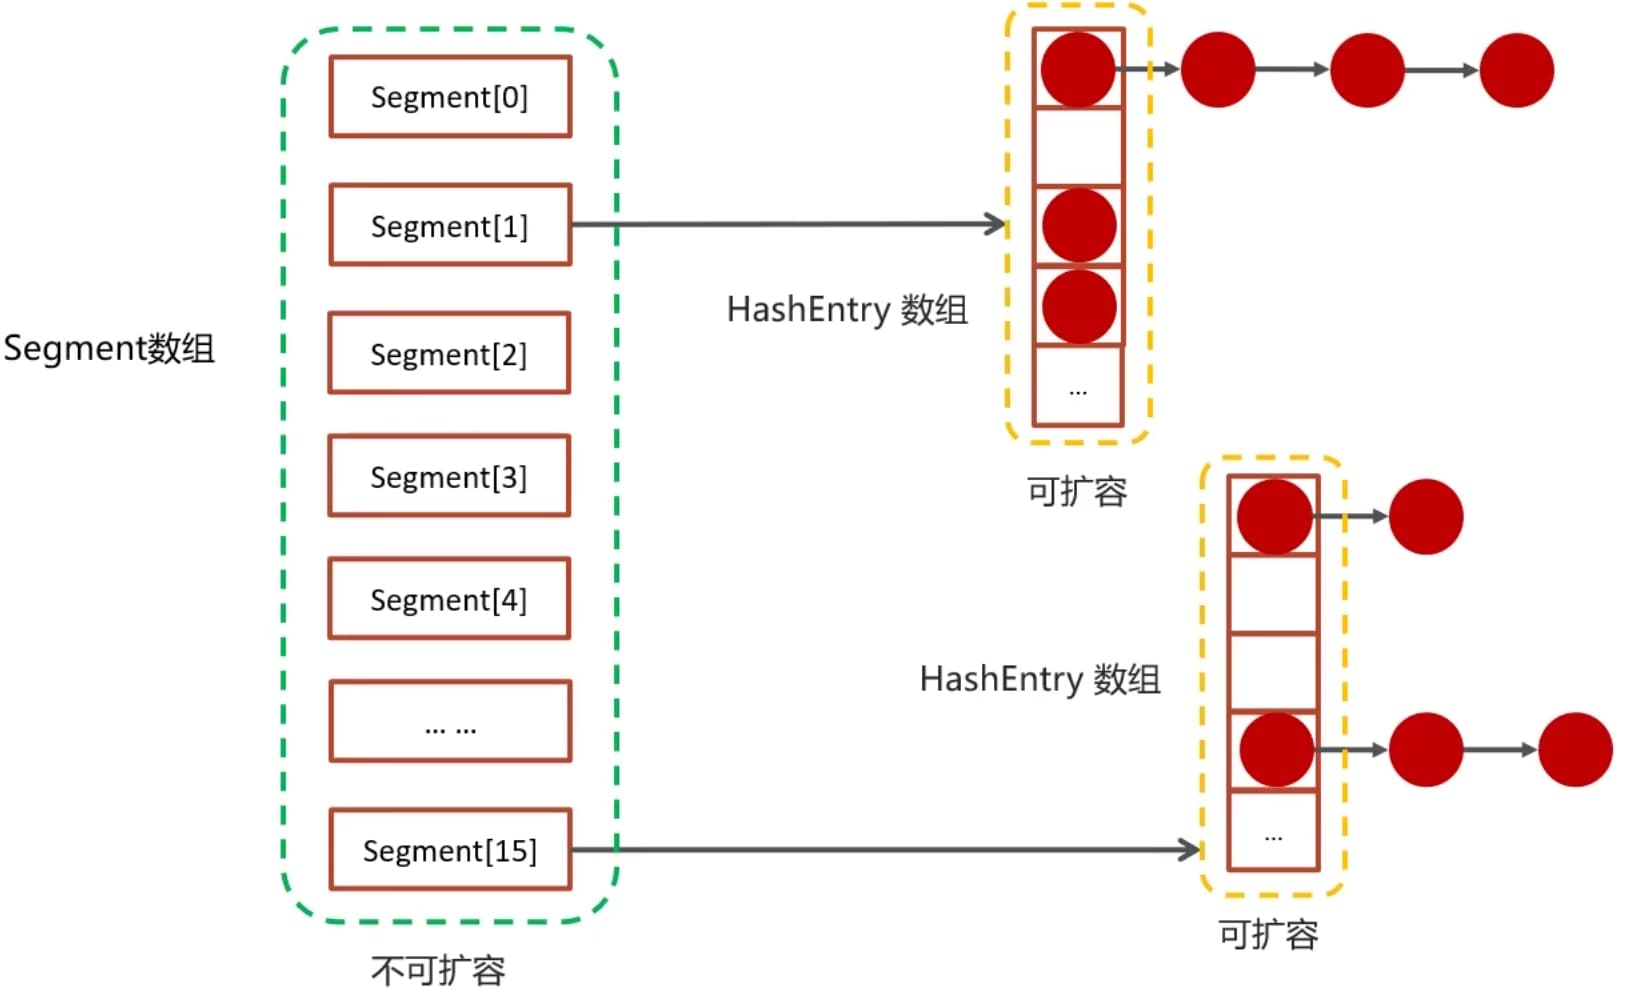 Segment数组
Segment[0]
Segment[1]
Segment[2]
Segment[3]
Segment[4]
... ...
Segment[15]
不可扩容
HashEntry 数组
...
可扩容
HashEntry 数组
...
可扩容